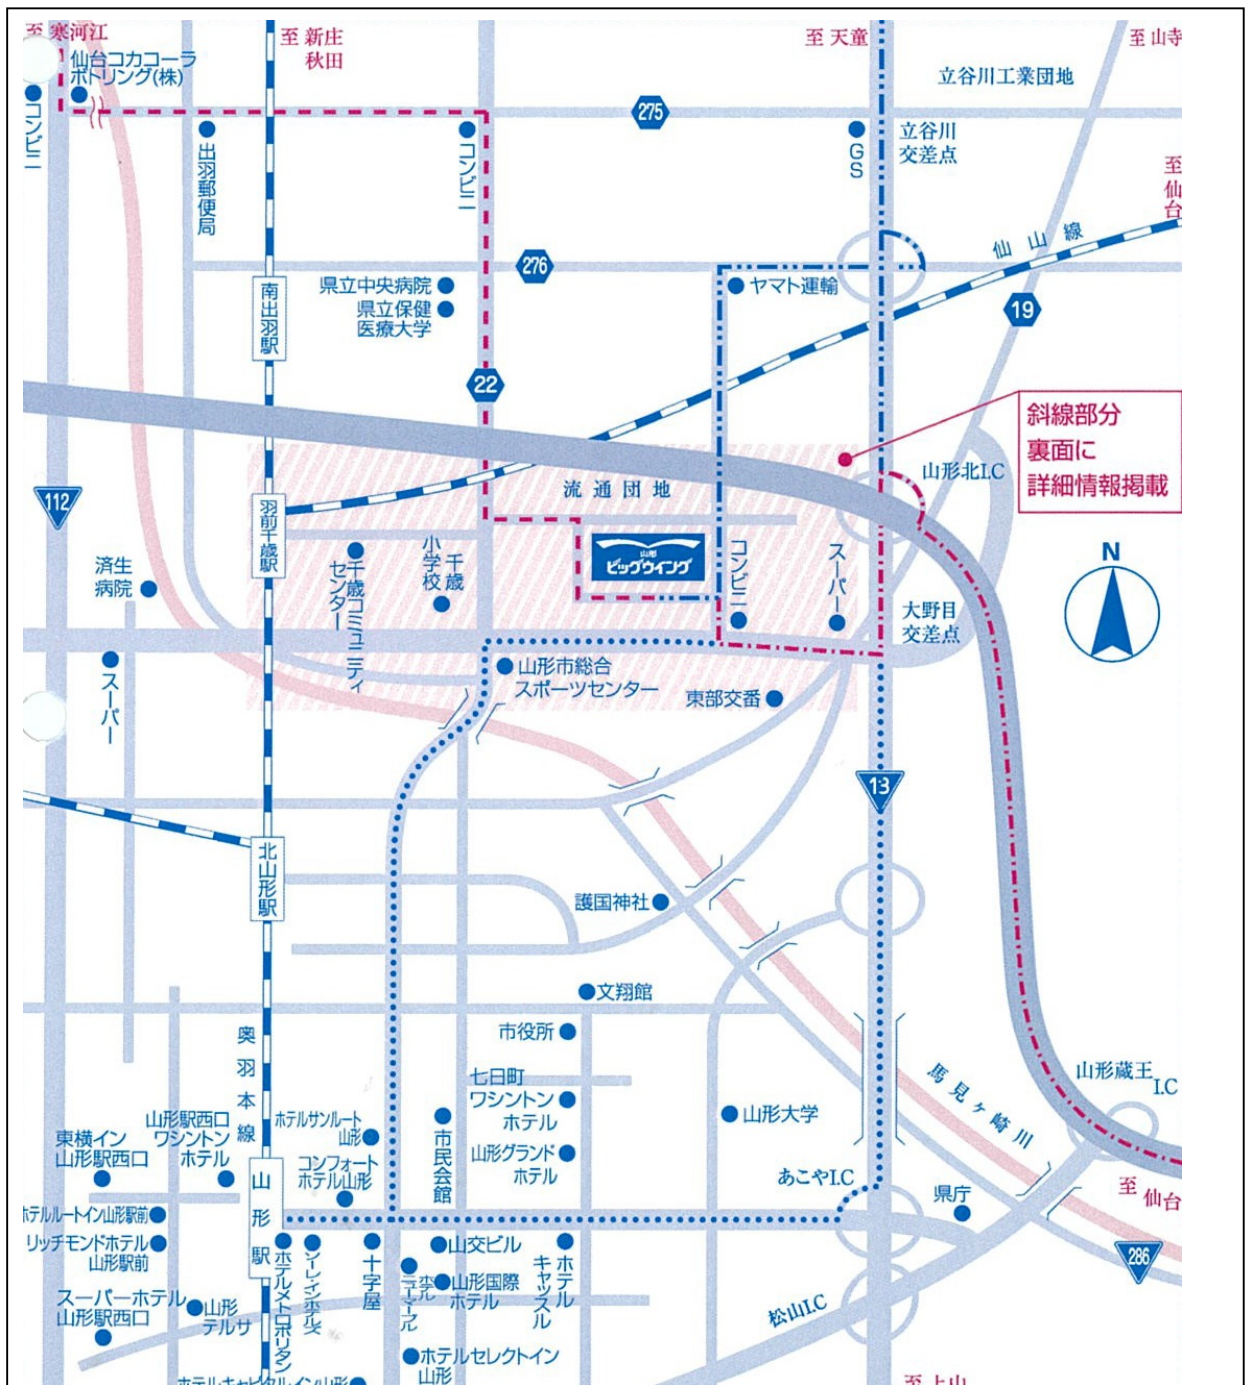 至 寒河江
仙台コカコーラ
ボトリング(株)
至 新庄
秋田
至 天童
至 山寺
立谷川工業団地
275
コンビニ
出羽郵便局
コンビニ
GS
立谷川
交差点
至 仙台
仙山線
276
南出羽駅
県立中央病院
県立保健
医療大学
ヤマト運輸
19
22
斜線部分
裏面に
詳細情報掲載
山形北I.C
流通団地
112
羽前千歳駅
山形
ビッグウイング
N
済生
病院
千歳コミュニティ
センター
千歳
小学校
コンビニ
スーパー
大野目
交差点
スーパー
山形市総合
スポーツセンター
東部交番
13
北山形駅
護国神社
文翔館
市役所
奥羽本線
七日町
ワシントン
ホテル
山形大学
馬見ヶ崎川
山形蔵王
I.C
山形駅西口
ワシントン
ホテル
ホテルサンルート
山形
東横イン
山形駅西口
コンフォート
ホテル山形
市民会館
山形グランド
ホテル
あこやI.C
県庁
至 仙台
山形駅
ホテルルートイン山形駅前
リッチモンドホテル
山形駅前
ホテルメトロポリタン
十字屋
山交ビル
ホテル
キャッスル
286
スーパーホテル
山形駅西口
山形
テルサ
山形国際
ホテル
松山I.C
ホテルセレクトイン
山形
ホテルキャピタルイン山形
至 上山